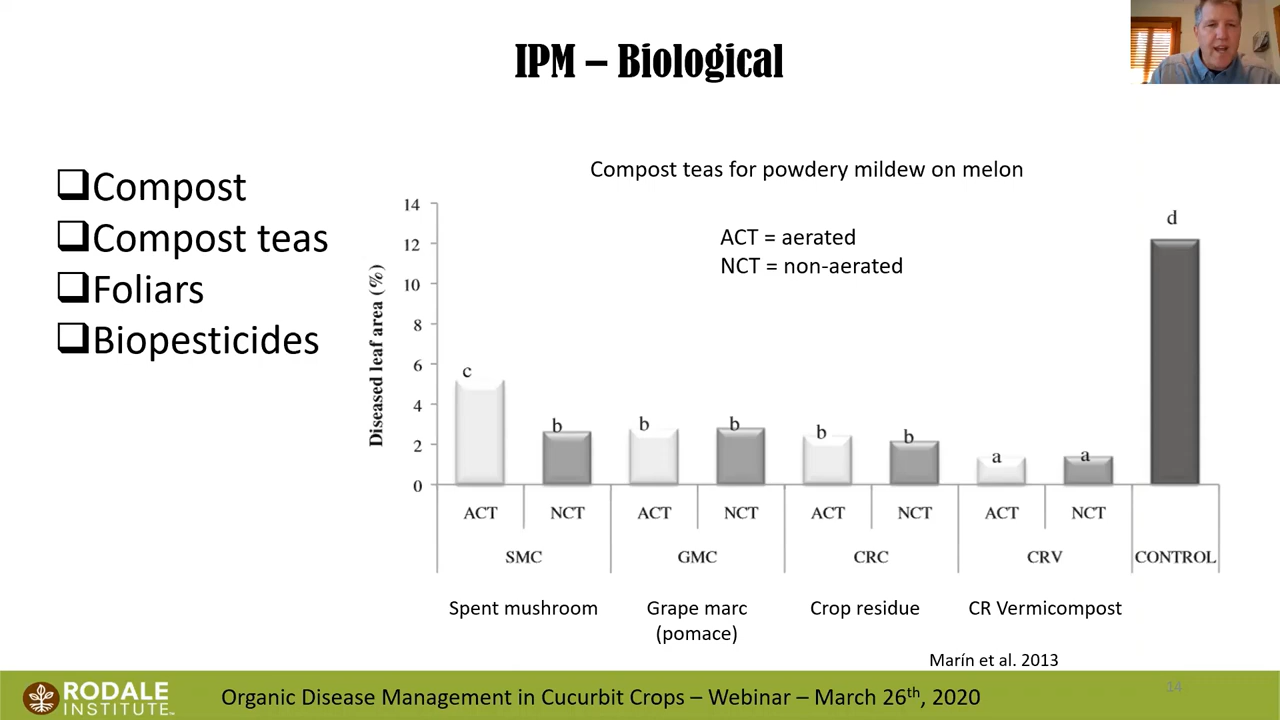 IPM – Biological
Compost
Compost teas
Foliars
Biopesticides
Compost teas for powdery mildew on melon
ACT = aerated
NCT = non-aerated
Diseased leaf area (%)
14
12
10
8
6
4
2
0
c
b
b
b
b
b
a
a
d
ACT NCT ACT NCT ACT NCT ACT NCT
SMC GMC CRC CRV CONTROL
Spent mushroom Grape marc Crop residue CR Vermicompost
(pomace)
Marín et al. 2013
RODALE
INSTITUTE™
Organic Disease Management in Cucurbit Crops – Webinar – March 26th, 2020
14